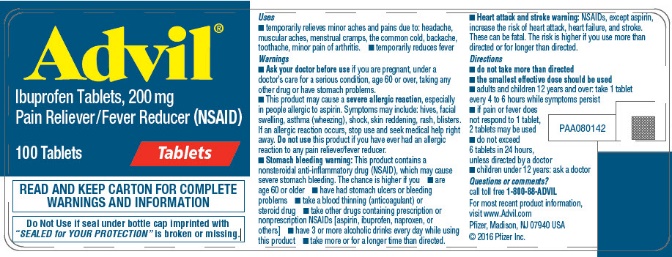 Advil®
Ibuprofen Tablets, 200 mg
Pain Reliever/Fever Reducer (NSAID)
100 Tablets
Tablets
READ AND KEEP CARTON FOR COMPLETE
WARNINGS AND INFORMATION
Do Not Use if seal under bottle cap imprinted with
"SEALED for YOUR PROTECTION" is broken or missing.
Uses
■ temporarily relieves minor aches and pains due to: headache,
muscular aches, menstrual cramps, the common cold, backache,
toothache, minor pain of arthritis. ■ temporarily reduces fever
Warnings
■ Ask your doctor before use if you are pregnant, under a
doctor's care for a serious condition, age 60 or over, taking any
other drug or have stomach problems.
■ This product may cause a severe allergic reaction, especially
in people allergic to aspirin. Symptoms may include: hives, facial
swelling, asthma (wheezing), shock, skin reddening, rash, blisters.
If an allergic reaction occurs, stop use and seek medical help right
away. Do not use this product if you have ever had an allergic
reaction to any pain reliever/fever reducer.
■ Stomach bleeding warning: This product contains a
nonsteroidal anti-inflammatory drug (NSAID), which may cause
severe stomach bleeding. The chance is higher if you ■ are
age 60 or older ■ have had stomach ulcers or bleeding
problems ■ take a blood thinning (anticoagulant) or
steroid drug ■ take other drugs containing prescription or
nonprescription NSAIDs [aspirin, ibuprofen, naproxen, or
others] ■ have 3 or more alcoholic drinks every day while using
this product ■ take more or for a longer time than directed.
■ Heart attack and stroke warning: NSAIDs, except aspirin,
increase the risk of heart attack, heart failure, and stroke.
These can be fatal. The risk is higher if you use more than
directed or for longer than directed.
Directions
■ do not take more than directed
■ the smallest effective dose should be used
■ adults and children 12 years and over: take 1 tablet
every 4 to 6 hours while symptoms persist
■ if pain or fever does
not respond to 1 tablet,
2 tablets may be used
■ do not exceed
6 tablets in 24 hours,
unless directed by a doctor
■ children under 12 years: ask a doctor
PAA080142
Questions or comments?
call toll free 1-800-88-ADVIL
For most recent product information,
visit www.Advil.com
Pfizer, Madison, NJ 07940 USA
© 2016 Pfizer Inc.